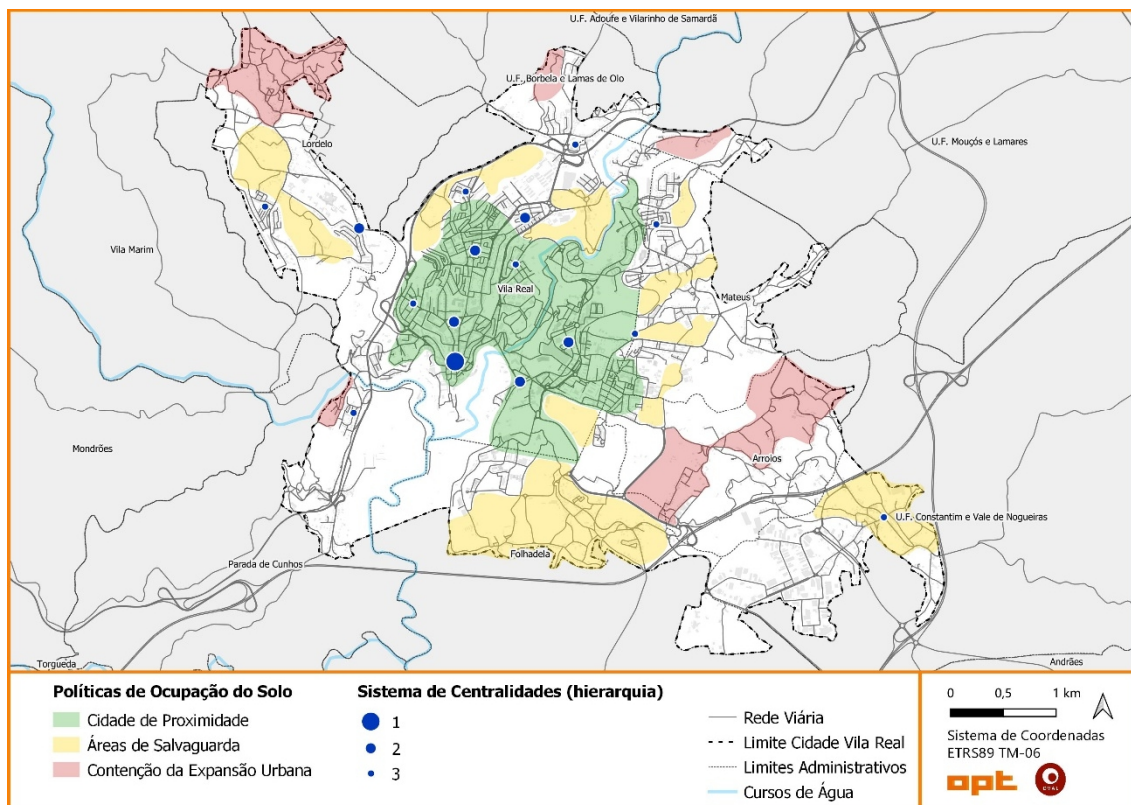 U.F. Adoufe e Vilarinho de Samardã
U.F. Borbela e Lamas de Olo
Lordelo
U.F. Mouçós e Lamares
Vila Marim
Vila Real
Mateus
Mondrões
Arroios
U.F. Constantim e Vale de Nogueiras
Folhadela
Parada de Cunhos
Torgueda
Andrães
Políticas de Ocupação do Solo
Cidade de Proximidade
Áreas de Salvaguarda
Contenção da Expansão Urbana
Sistema de Centralidades (hierarquia)
1
2
3
Rede Viária
Limite Cidade Vila Real
Limites Administrativos
Cursos de Água
0 0,5 1 km
Sistema de Coordenadas
ETRS89 TM-06
opt